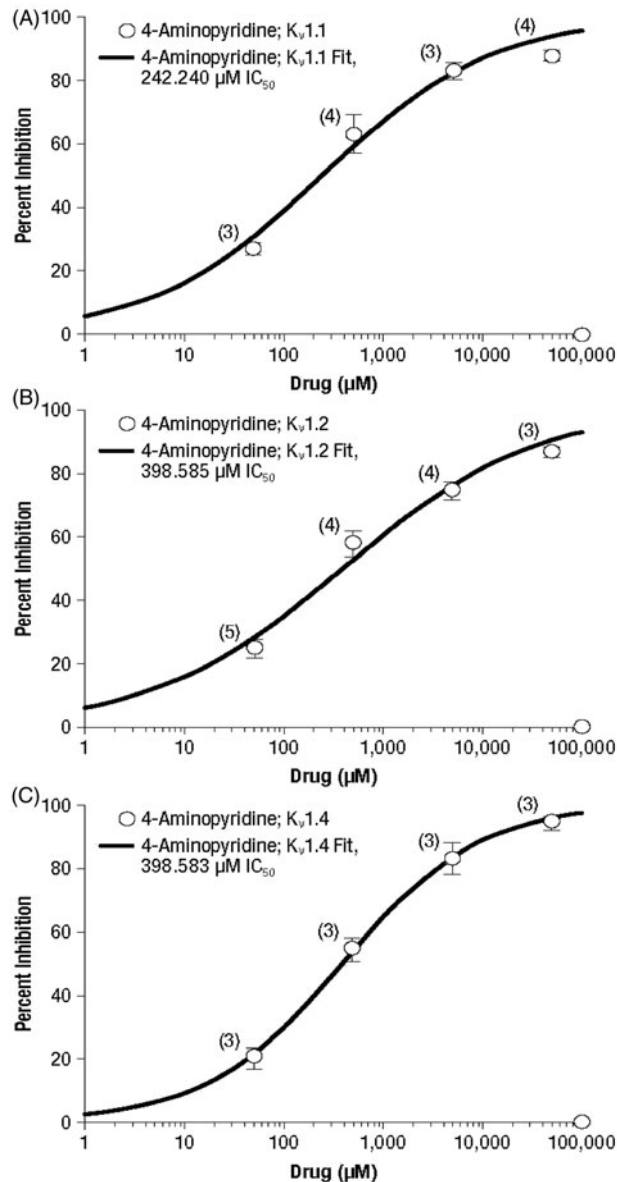 (A)
4-Aminopyridine; Kᵥ1.1
4-Aminopyridine; Kᵥ1.1 Fit,
242.240 µM IC₅₀
(3)
(4)
(3)
(4)
Percent Inhibition
100
80
60
40
20
0
1 10 100 1,000 10,000 100,000
Drug (µM)
(B)
4-Aminopyridine; Kᵥ1.2
4-Aminopyridine; Kᵥ1.2 Fit,
398.585 µM IC₅₀
(5)
(4)
(4)
(3)
Percent Inhibition
100
80
60
40
20
0
1 10 100 1,000 10,000 100,000
Drug (µM)
(C)
4-Aminopyridine; Kᵥ1.4
4-Aminopyridine; Kᵥ1.4 Fit,
398.583 µM IC₅₀
(3)
(3)
(3)
(3)
Percent Inhibition
100
80
60
40
20
0
1 10 100 1,000 10,000 100,000
Drug (µM)